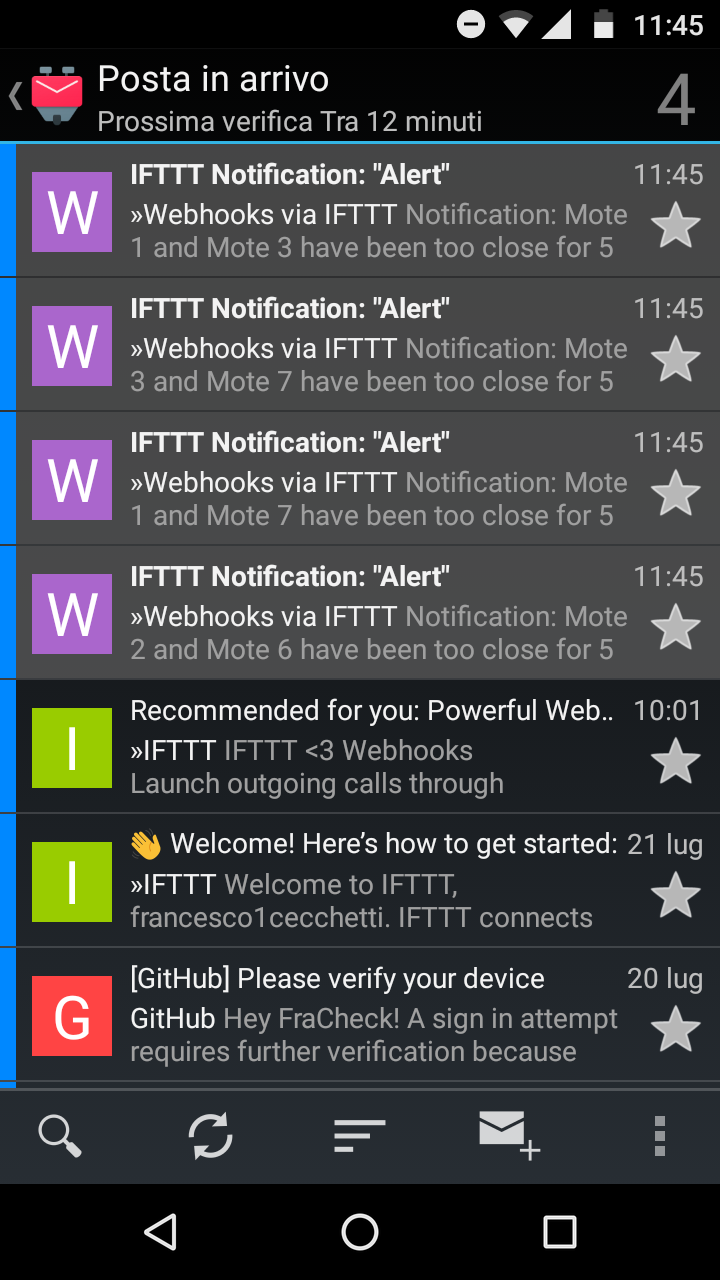 11:45
Posta in arrivo
4
Prossima verifica Tra 12 minuti
IFTTT Notification: "Alert" 11:45
W
»Webhooks via IFTTT Notification: Mote
1 and Mote 3 have been too close for 5
IFTTT Notification: "Alert" 11:45
W
»Webhooks via IFTTT Notification: Mote
3 and Mote 7 have been too close for 5
IFTTT Notification: "Alert" 11:45
W
»Webhooks via IFTTT Notification: Mote
1 and Mote 7 have been too close for 5
IFTTT Notification: "Alert" 11:45
W
»Webhooks via IFTTT Notification: Mote
2 and Mote 6 have been too close for 5
Recommended for you: Powerful Web.. 10:01
I
»IFTTT IFTTT <3 Webhooks
Launch outgoing calls through
👋 Welcome! Here’s how to get started: 21 lug
I
»IFTTT Welcome to IFTTT,
francesco1cecchetti. IFTTT connects
[GitHub] Please verify your device 20 lug
G
GitHub Hey FraCheck! A sign in attempt
requires further verification because